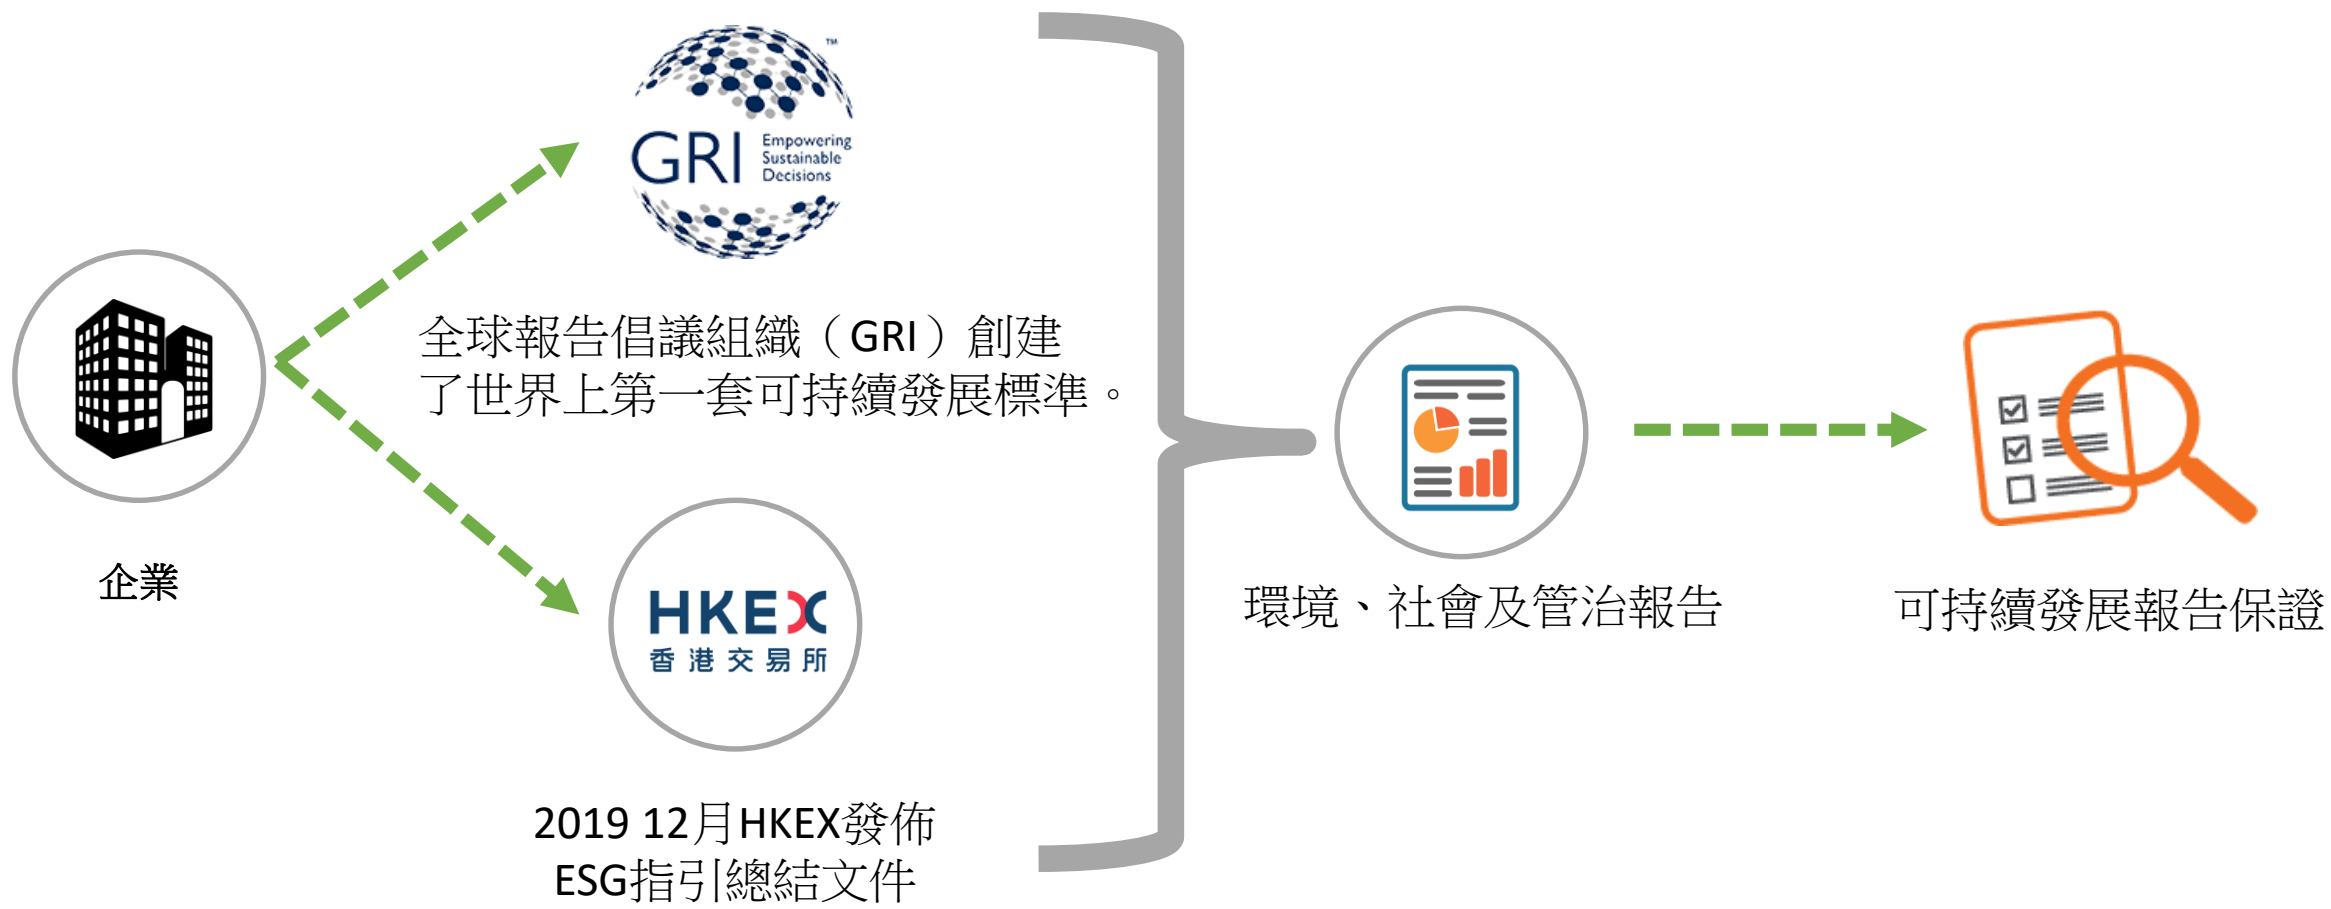 TM
GRI
Empowering
Sustainable
Decisions
全球報告倡議組織（GRI）創建
了世界上第一套可持續發展標準。
企業
HKEX
香港交易所
2019 12月HKEX發佈
ESG指引總結文件
環境、社會及管治報告
可持續發展報告保證